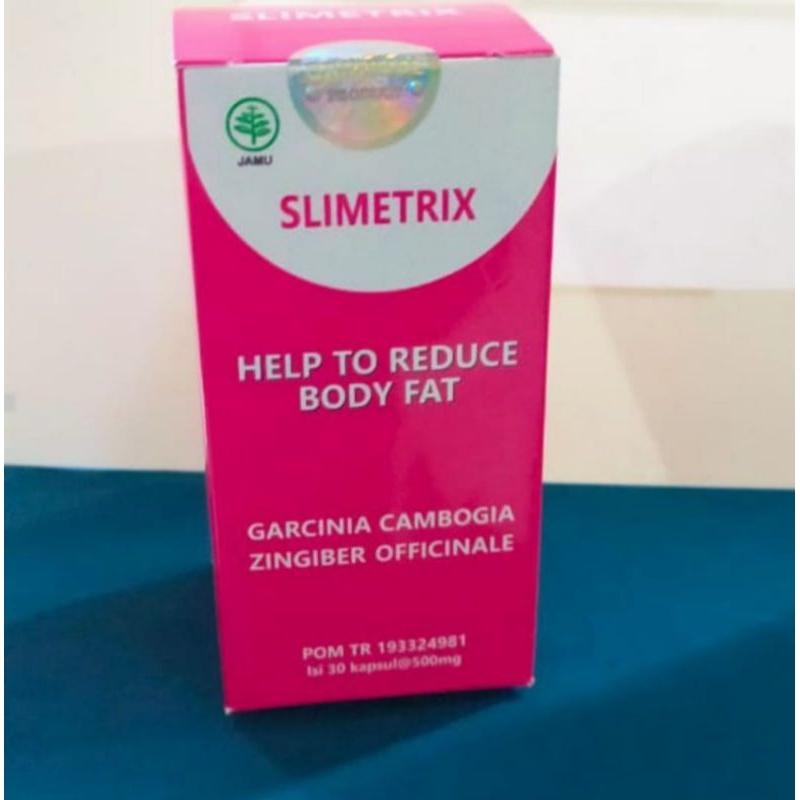 SLIMETRIX
PRODUCT
JAMU
SLIMETRIX
HELP TO REDUCE
BODY FAT
GARCINIA CAMBOGIA
ZINGIBER OFFICINALE
POM TR 193324981
Isi 30 kapsul@500mg